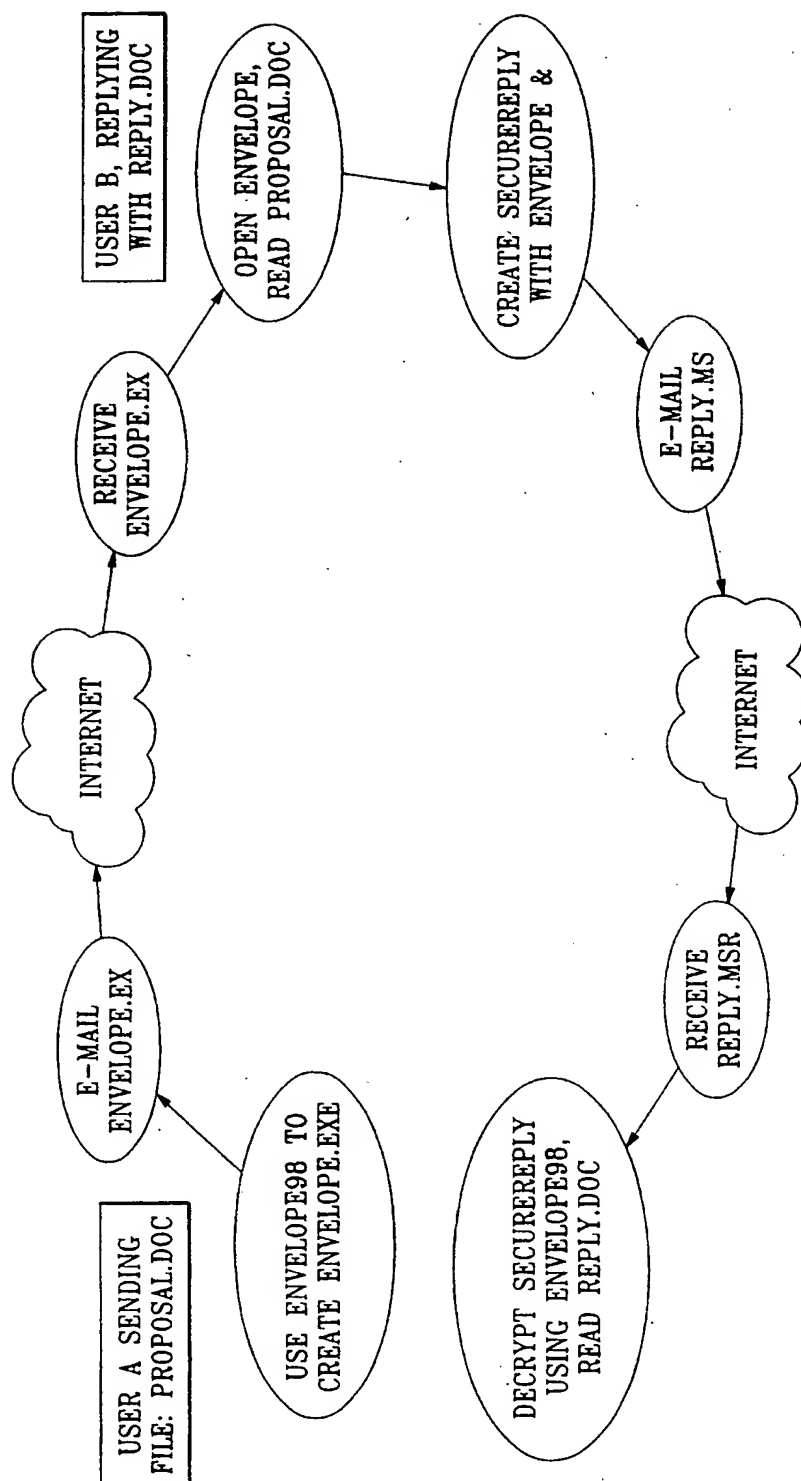 USER A SENDING
FILE: PROPOSAL.DOC
USE ENVELOPE98 TO
CREATE ENVELOPE.EXE
E-MAIL
ENVELOPE.EX
INTERNET
RECEIVE
ENVELOPE.EX
USER B, REPLYING
WITH REPLY.DOC
OPEN ENVELOPE,
READ PROPOSAL.DOC
CREATE SECUREREPLY
WITH ENVELOPE &
E-MAIL
REPLY.MS
INTERNET
RECEIVE
REPLY.MSR
DECRYPT SECUREREPLY
USING ENVELOPE98,
READ REPLY.DOC